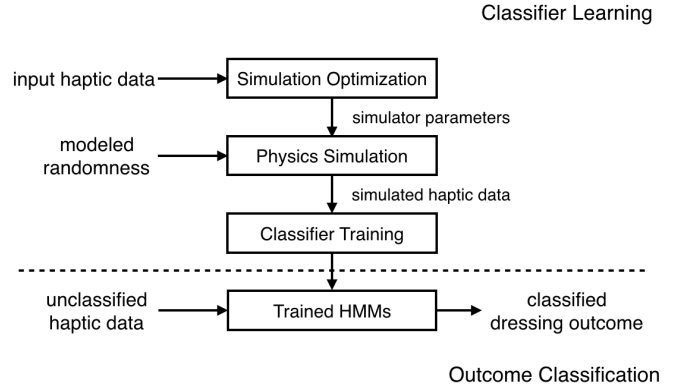 Classifier Learning
input haptic data
Simulation Optimization
simulator parameters
modeled
randomness
Physics Simulation
simulated haptic data
Classifier Training
unclassified
haptic data
Trained HMMs
classified
dressing outcome
Outcome Classification